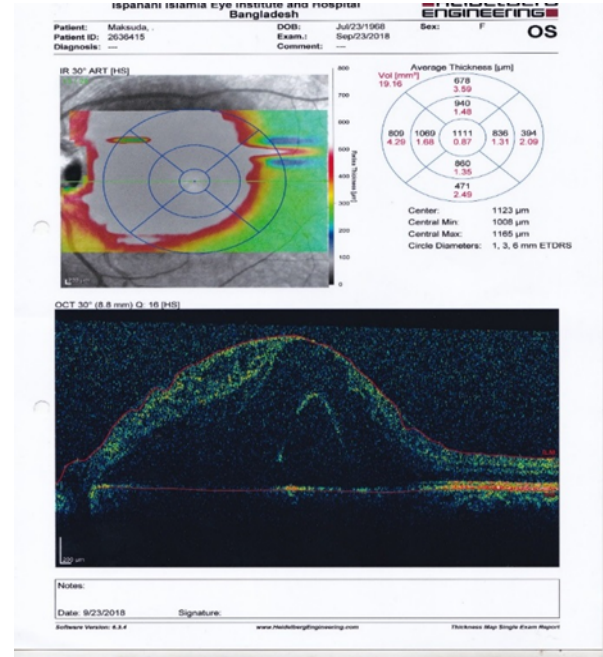 Ispahani Islamia Eye Institute and Hospital
Bangladesh
HEIDELBERG
ENGINEERING
Patient: Maksuda, . DOB: Jul/23/1968 Sex: F
Patient ID: 2636415 Exam.: Sep/23/2018 OS
Diagnosis: --- Comment: ---
IR 30° ART [HS]
800
700
600
500
400
300
200
100
0
Retina Thickness [µm]
Average Thickness [µm]
Vol [mm³]
19.16
678
3.59
940
1.48
809 1069 1111 836 394
4.29 1.68 0.87 1.31 2.09
860
1.35
471
2.49
Center: 1123 µm
Central Min: 1008 µm
Central Max: 1165 µm
Circle Diameters: 1, 3, 6 mm ETDRS
OCT 30° (8.8 mm) Q: 16 [HS]
ILM
200 µm
Notes:
Date: 9/23/2018 Signature:
Software Version: 6.3.4 www.HeidelbergEngineering.com Thickness Map Single Exam Report